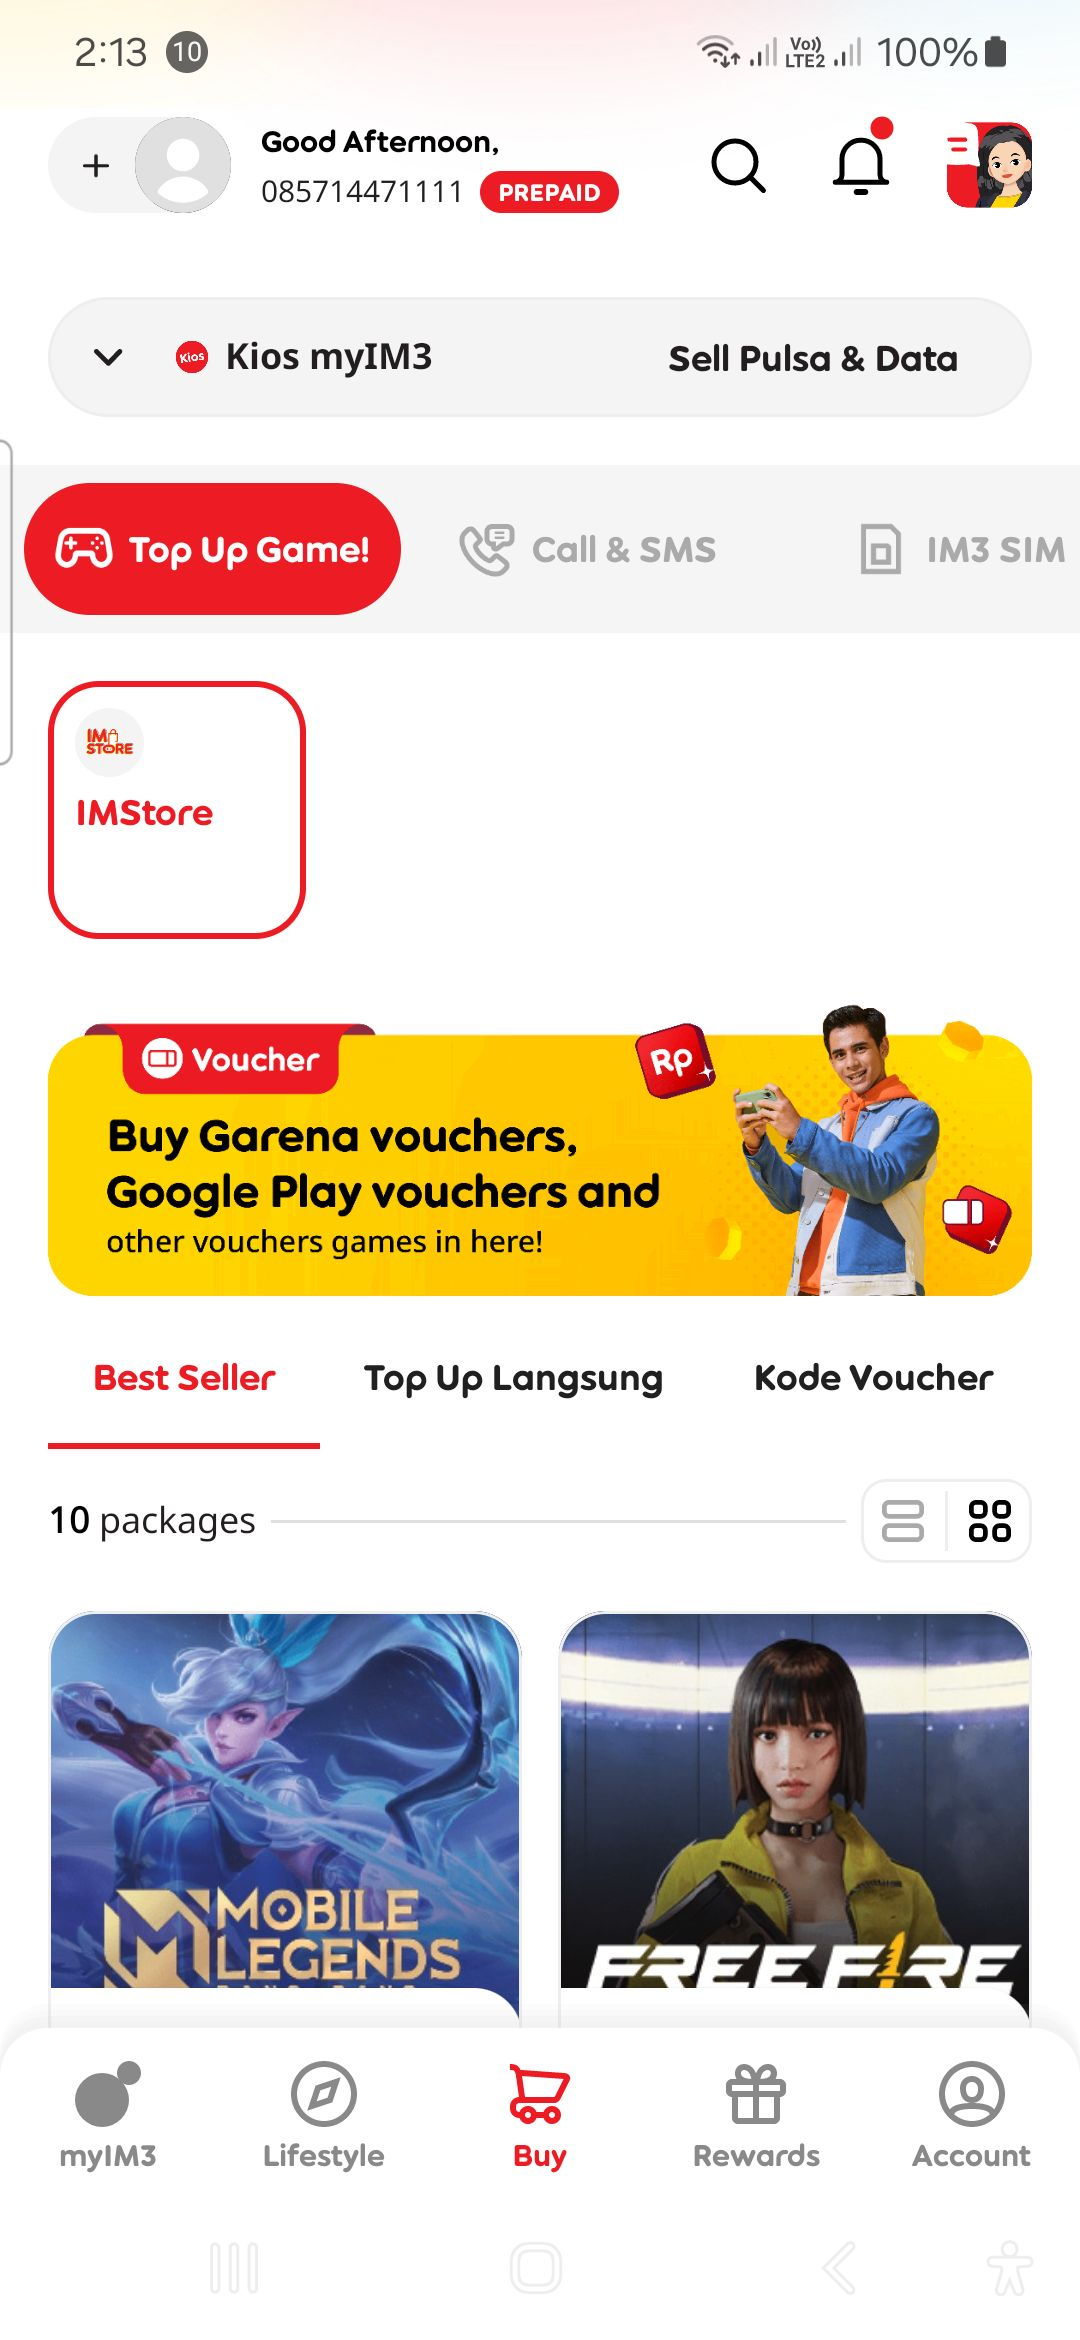 2:13 10 Vo)) LTE2 100%
Good Afternoon,
085714471111 PREPAID
Kios Kios myIM3 Sell Pulsa & Data
Top Up Game! Call & SMS IM3 SIM
IM STORE
IMStore
Voucher
Rp
Buy Garena vouchers,
Google Play vouchers and
other vouchers games in here!
Best Seller Top Up Langsung Kode Voucher
10 packages
MOBILE
LEGENDS
FREE FIRE
myIM3 Lifestyle Buy Rewards Account